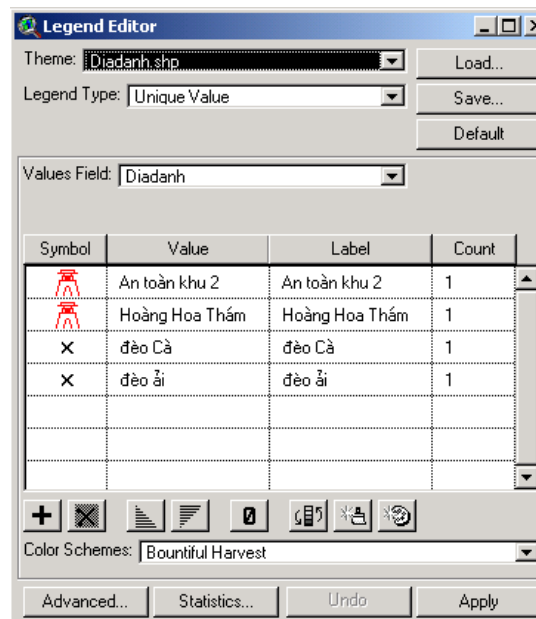 Legend Editor
Theme: Diadanh.shp
Load...
Legend Type: Unique Value
Save...
Default
Values Field: Diadanh
Symbol Value Label Count
An toàn khu 2 An toàn khu 2 1
Hoàng Hoa Thám Hoàng Hoa Thám 1
đèo Cà đèo Cà 1
đèo ải đèo ải 1
Color Schemes: Bountiful Harvest
Advanced... Statistics... Undo Apply